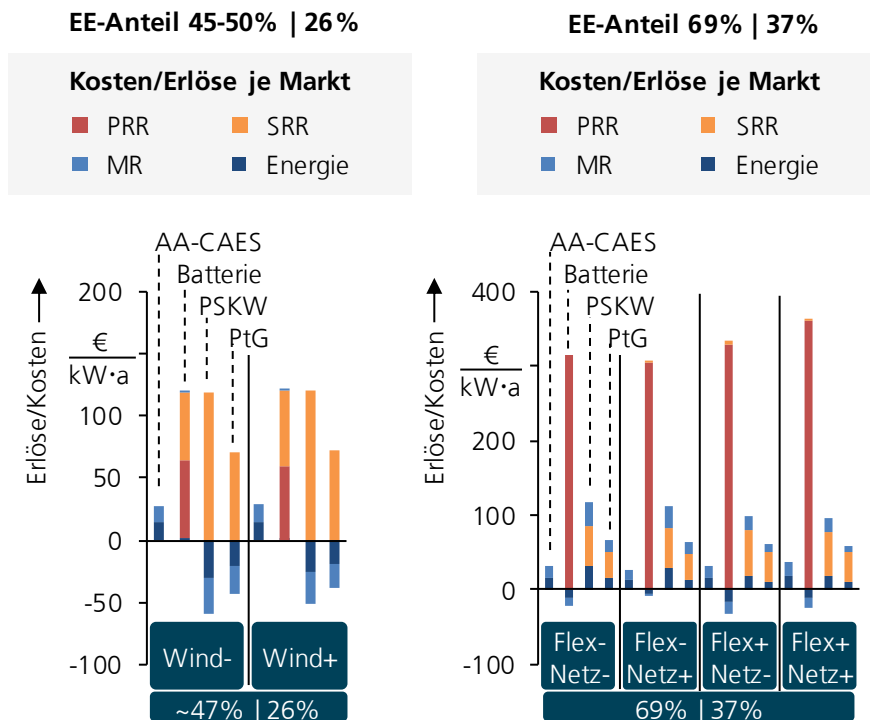 EE-Anteil 45-50% | 26%
Kosten/Erlöse je Markt
PRR
SRR
MR
Energie
AA-CAES
Batterie
PSKW
PtG
Erlöse/Kosten
€
kW·a
200
100
50
0
-50
-100
Wind-
Wind+
~47% | 26%
EE-Anteil 69% | 37%
Kosten/Erlöse je Markt
PRR
SRR
MR
Energie
AA-CAES
Batterie
PSKW
PtG
Erlöse/Kosten
€
kW·a
400
200
100
0
-100
Flex-
Netz-
Flex-
Netz+
Flex+
Netz-
Flex+
Netz+
69% | 37%